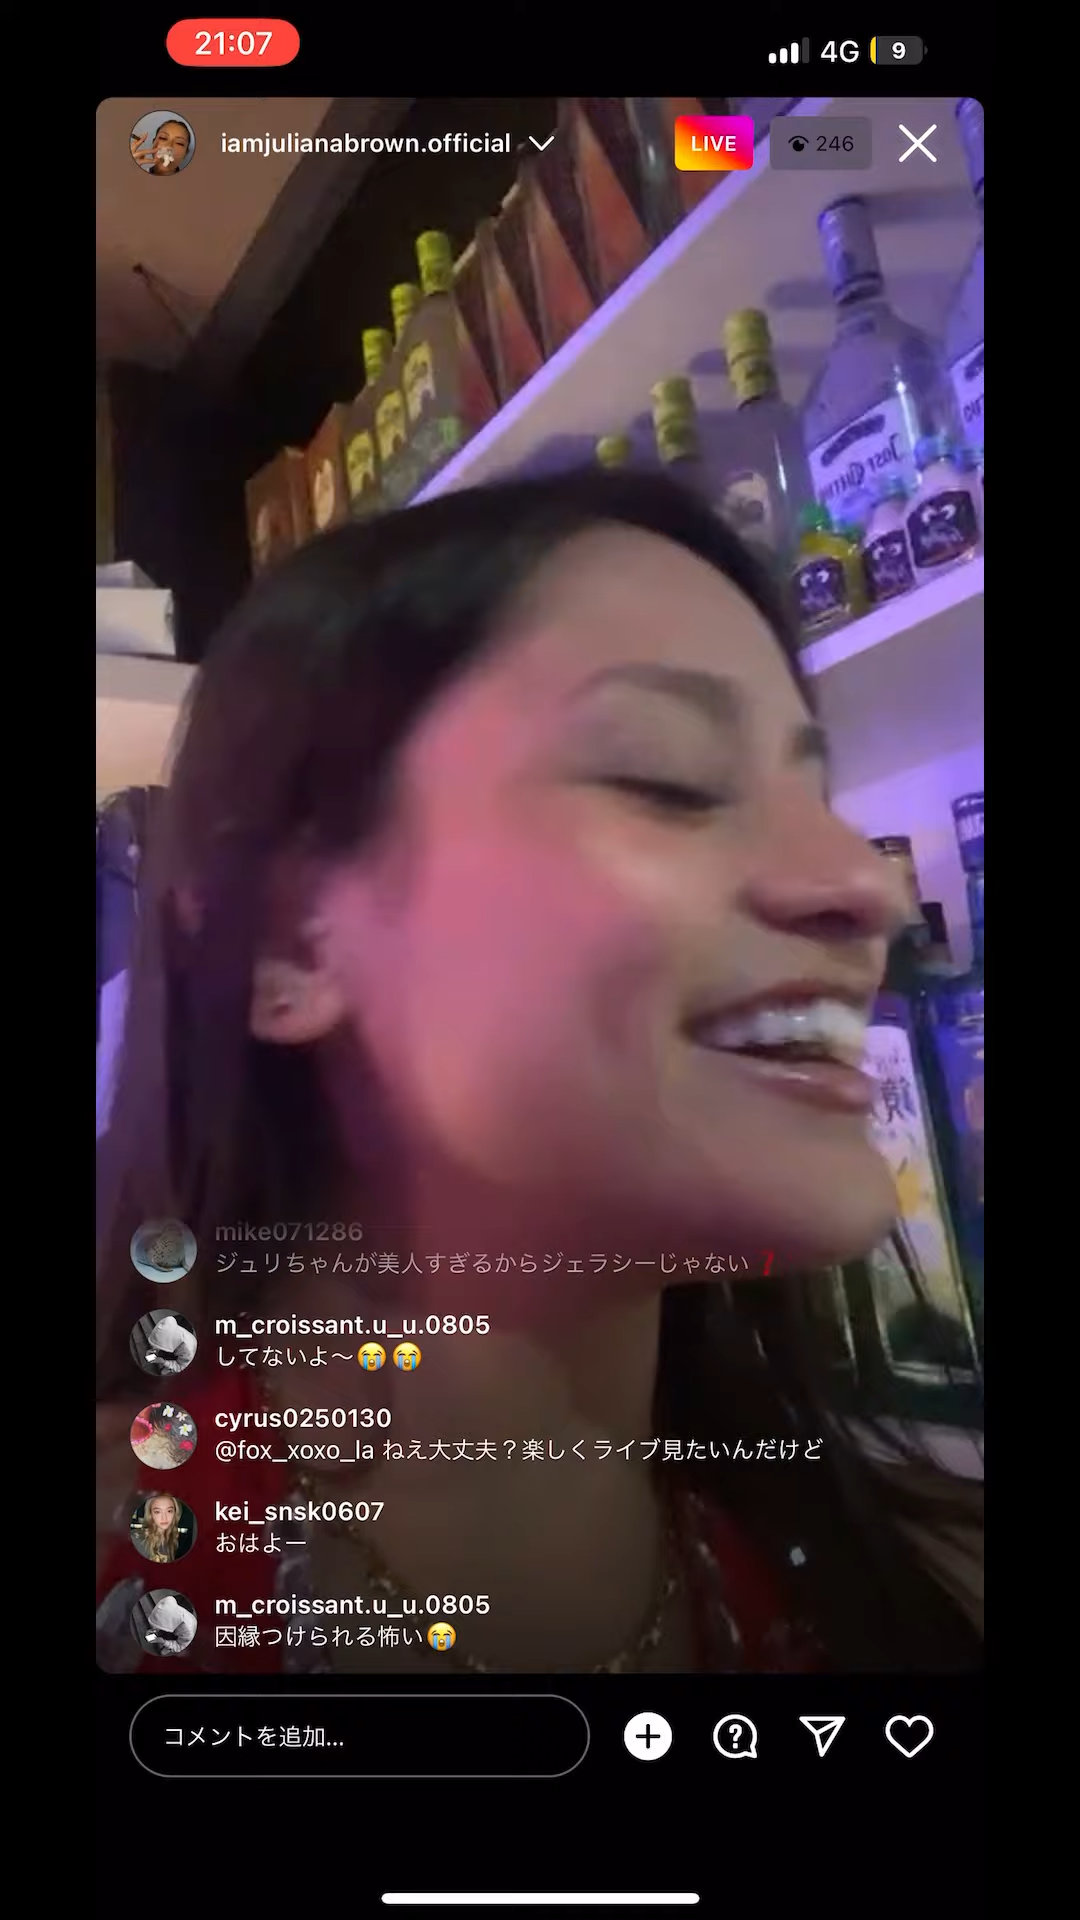 21:07
4G
9
iamjulianabrown.official
LIVE
246
mike071286
ジュリちゃんが美人すぎるからジェラシーじゃない❓
m_croissant.u_u.0805
してないよ〜😭😭
cyrus0250130
@fox_xoxo_la ねえ大丈夫？楽しくライブ見たいんだけど
kei_snsk0607
おはよー
m_croissant.u_u.0805
因縁つけられる怖い😭
コメントを追加...